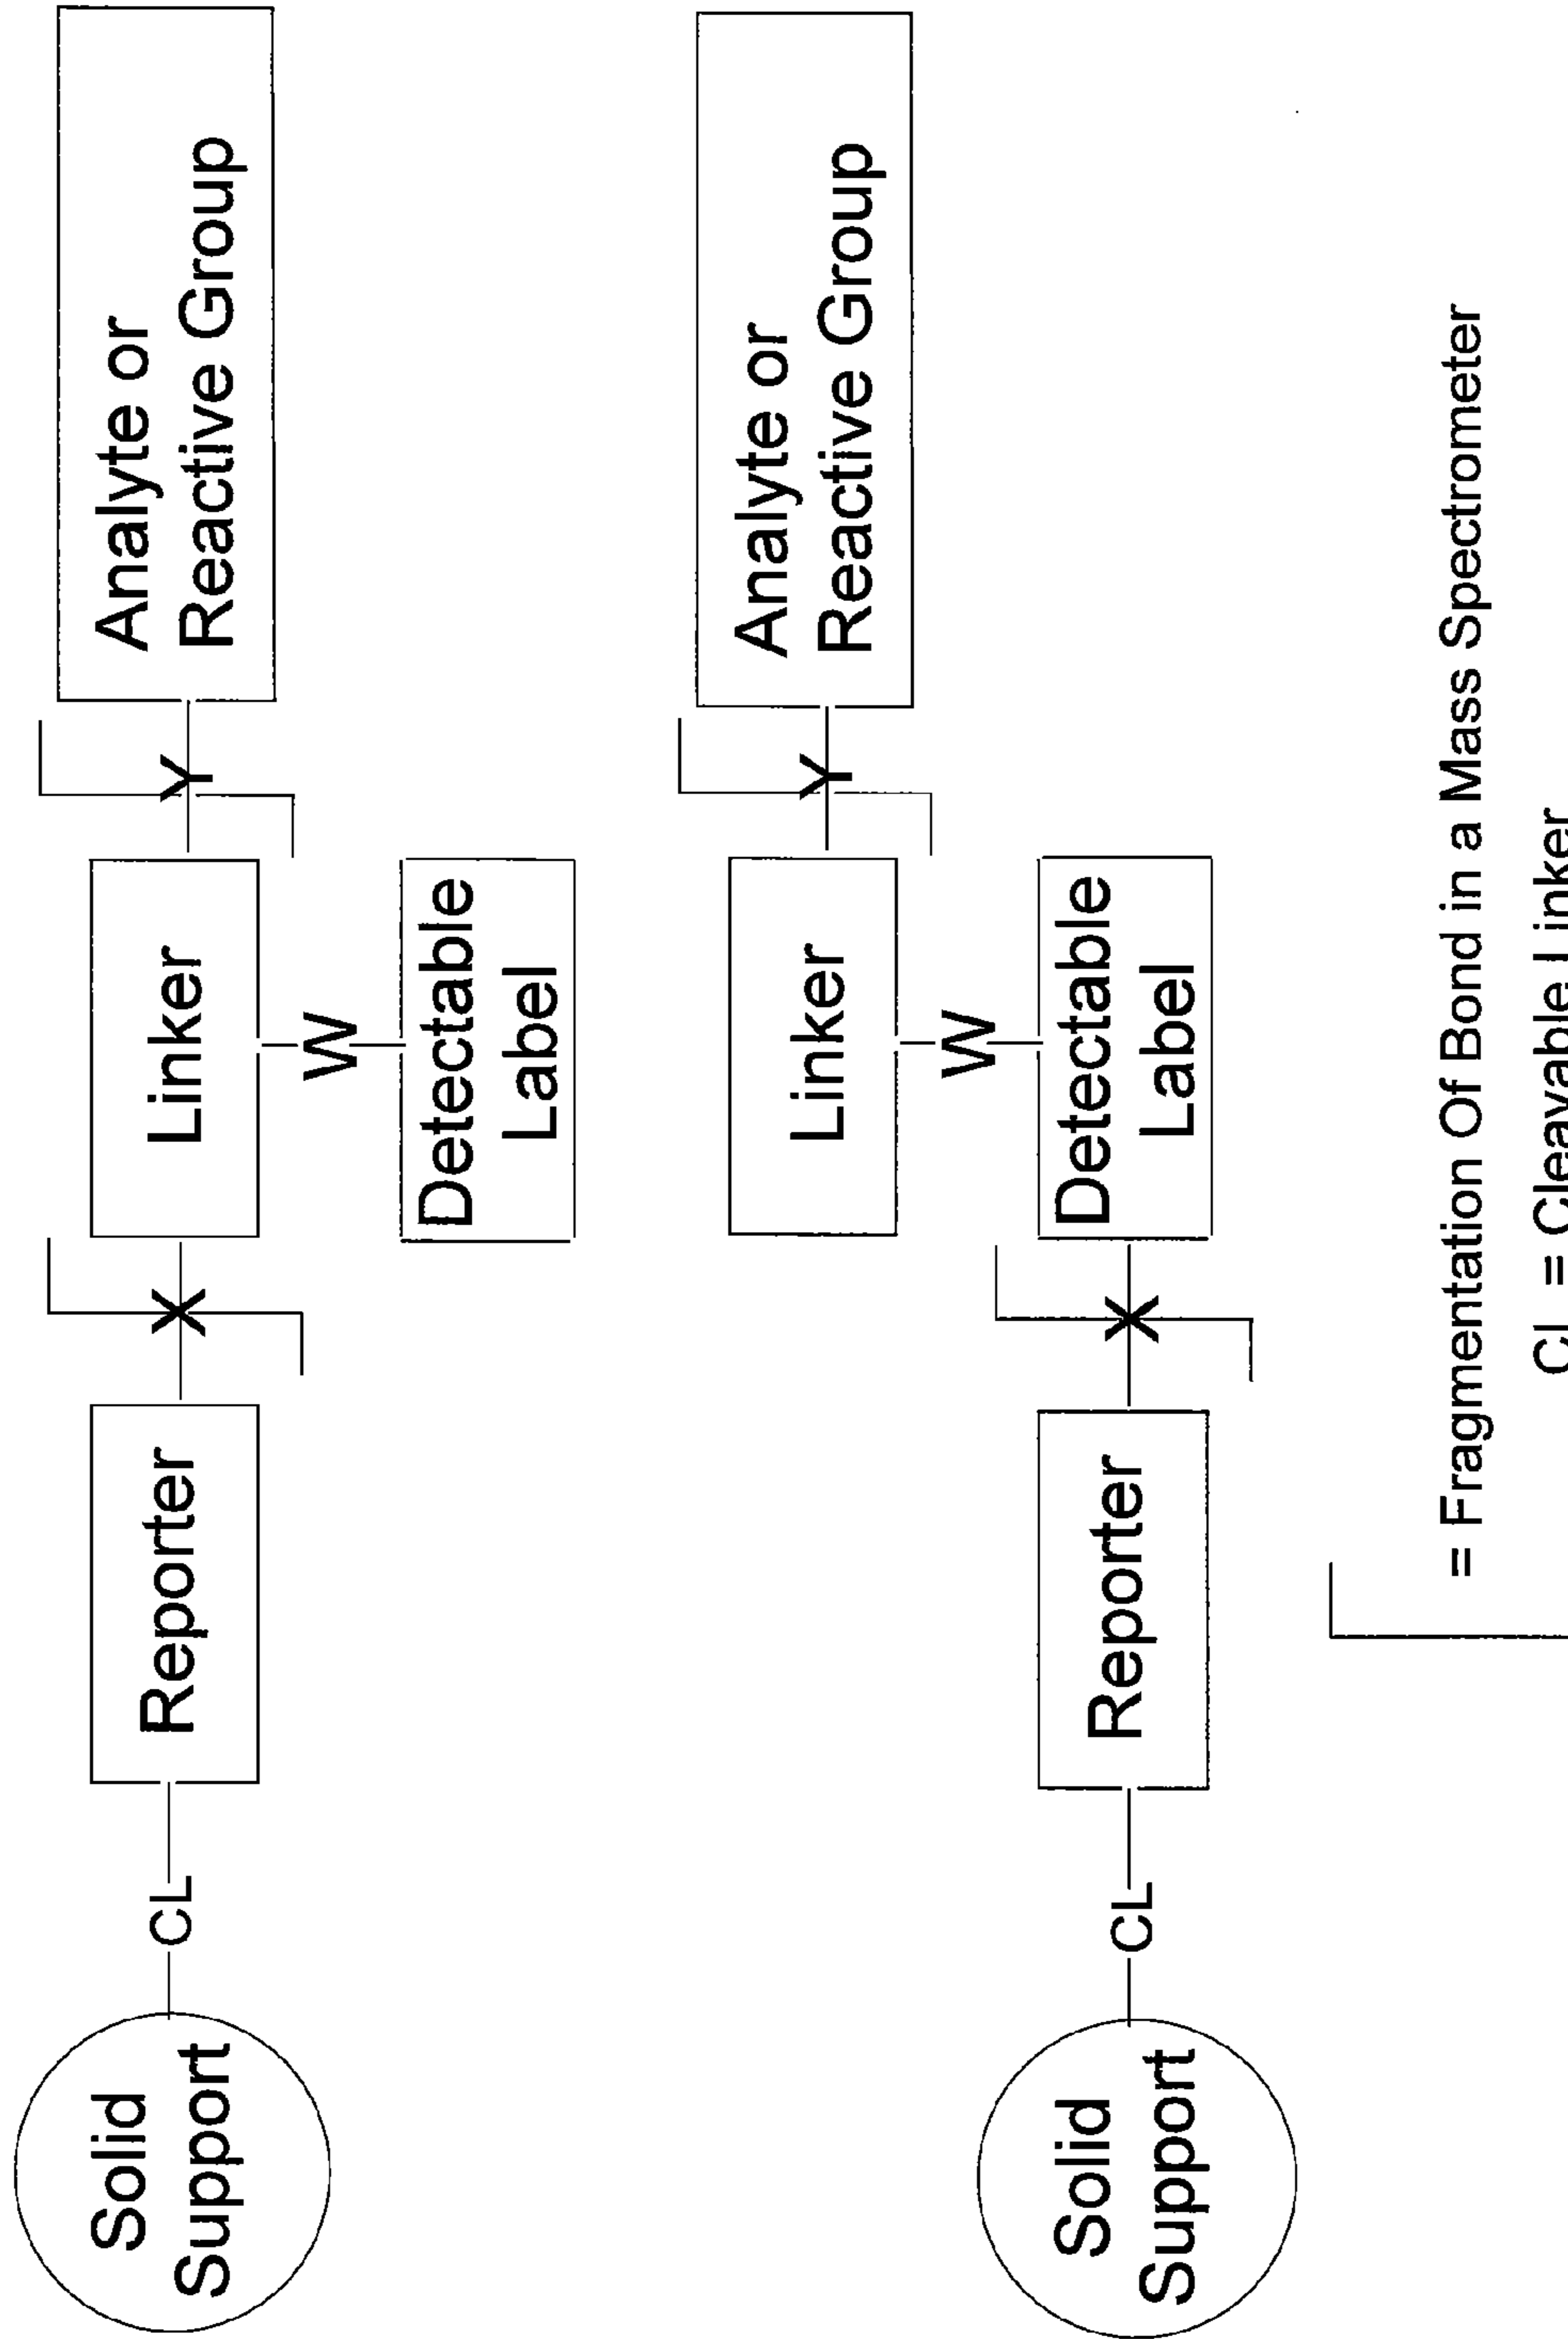 Solid
Support
CL
Reporter
X
Linker
Y
Analyte or
Reactive Group
W
Detectable
Label
Linker
Y
Analyte or
Reactive Group
W
Solid
Support
CL
Reporter
X
Detectable
Label
= Fragmentation Of Bond in a Mass Spectrometer
CL = Cleavable Linker